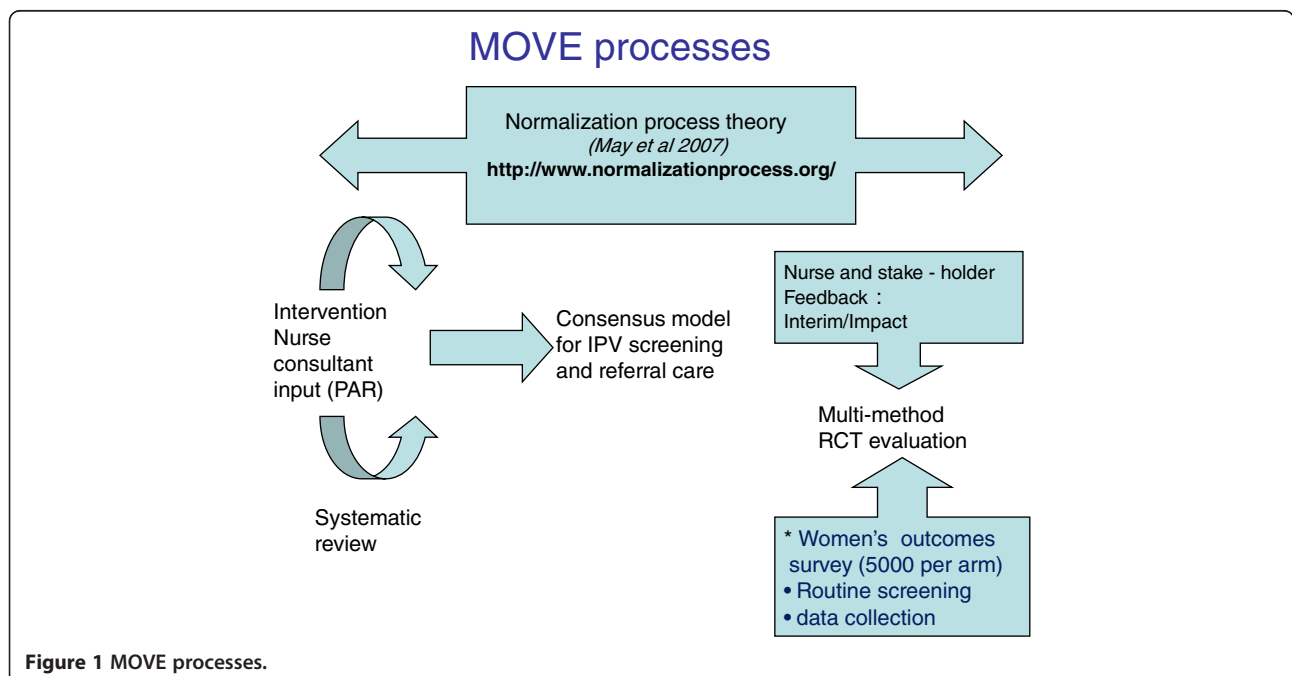 MOVE processes
Normalization process theory
(May et al 2007)
http://www.normalizationprocess.org/
Intervention
Nurse
consultant
input (PAR)
Consensus model
for IPV screening
and referral care
Systematic
review
Nurse and stake - holder
Feedback :
Interim/Impact
Multi-method
RCT evaluation
* Women's outcomes
survey (5000 per arm)
• Routine screening
• data collection
Figure 1 MOVE processes.